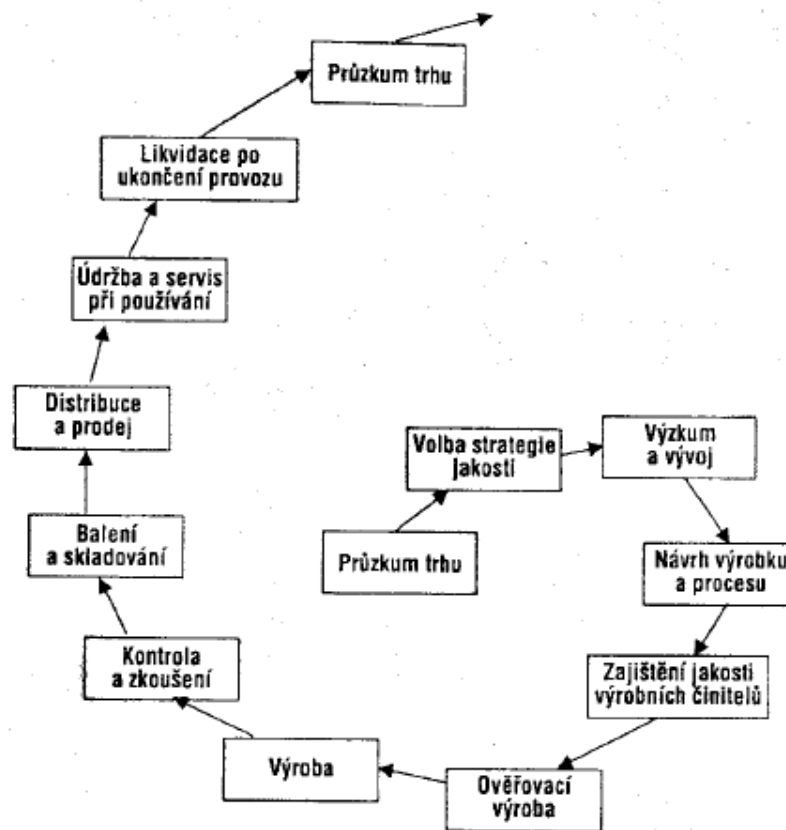 Průzkum trhu
Likvidace po
ukončení provozu
Údržba a servis
při používání
Distribuce
a prodej
Volba strategie
jakosti
Výzkum
a vývoj
Balení
a skladování
Průzkum trhu
Návrh výrobku
a procesu
Kontrola
a zkoušení
Zajištění jakosti
výrobních činitelů
Výroba
Ověřovací
výroba